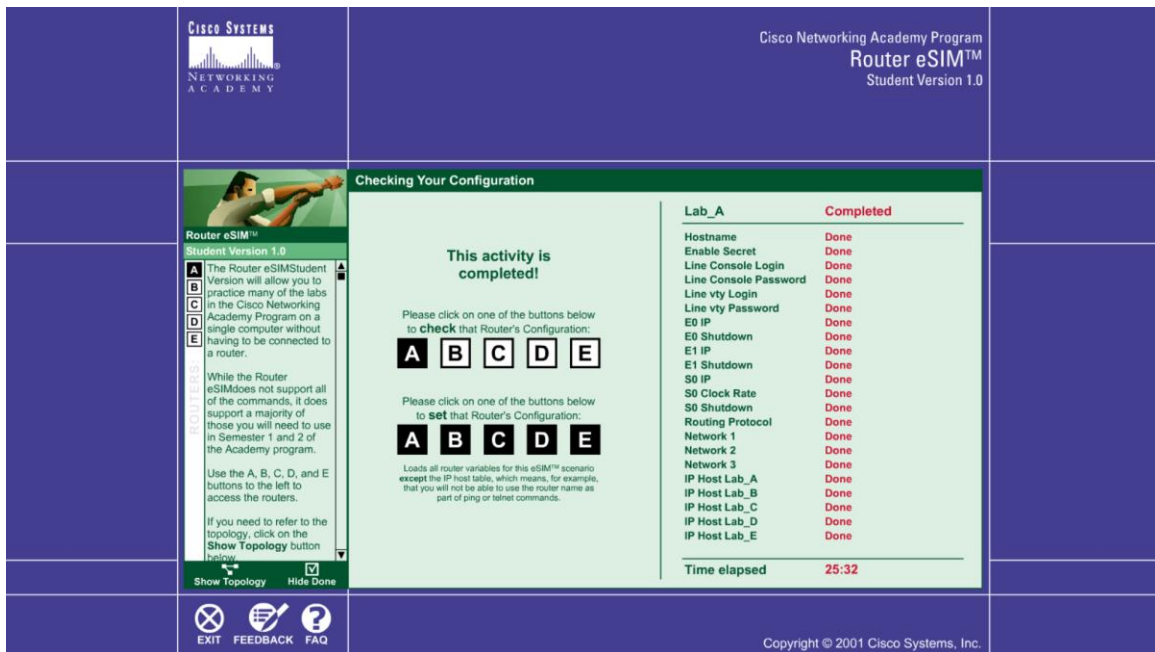 CISCO SYSTEMS
NETWORKING
ACADEMY
Cisco Networking Academy Program
Router eSIM™
Student Version 1.0
Router eSIM™
Student Version 1.0
A
B
C
D
E
ROUTERS:
The Router eSIMStudent
Version will allow you to
practice many of the labs
in the Cisco Networking
Academy Program on a
single computer without
having to be connected to
a router.
While the Router
eSIMdoes not support all
of the commands, it does
support a majority of
those you will need to use
in Semester 1 and 2 of
the Academy program.
Use the A, B, C, D, and E
buttons to the left to
access the routers.
If you need to refer to the
topology, click on the
Show Topology button
below
Show Topology Hide Done
Checking Your Configuration
This activity is
completed!
Please click on one of the buttons below
to check that Router's Configuration:
A B C D E
Please click on one of the buttons below
to set that Router's Configuration:
A B C D E
Loads all router variables for this eSIM™ scenario
except the IP host table, which means, for example,
that you will not be able to use the router name as
part of ping or telnet commands.
Lab_A Completed
Hostname Done
Enable Secret Done
Line Console Login Done
Line Console Password Done
Line vty Login Done
Line vty Password Done
E0 IP Done
E0 Shutdown Done
E1 IP Done
E1 Shutdown Done
S0 IP Done
S0 Clock Rate Done
S0 Shutdown Done
Routing Protocol Done
Network 1 Done
Network 2 Done
Network 3 Done
IP Host Lab_A Done
IP Host Lab_B Done
IP Host Lab_C Done
IP Host Lab_D Done
IP Host Lab_E Done
Time elapsed 25:32
EXIT FEEDBACK FAQ
Copyright © 2001 Cisco Systems, Inc.